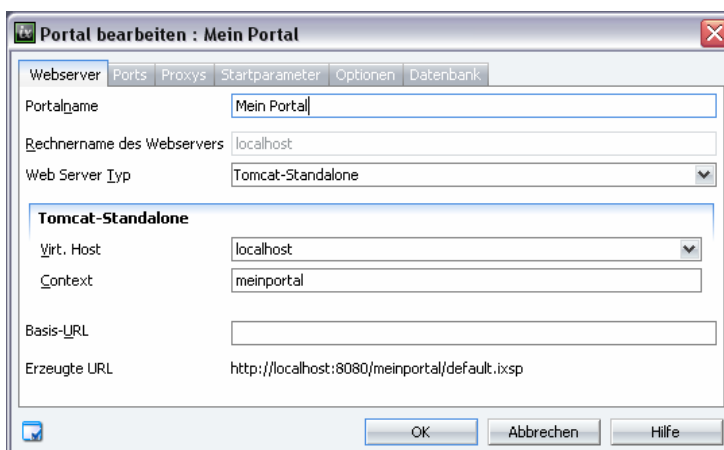 ix Portal bearbeiten : Mein Portal
Webserver Ports Proxys Startparameter Optionen Datenbank
Portalname Mein Portal
Rechnername des Webservers localhost
Web Server Typ Tomcat-Standalone
Tomcat-Standalone
Virt. Host localhost
Context meinportal
Basis-URL
Erzeugte URL http://localhost:8080/meinportal/default.ixsp
OK Abbrechen Hilfe